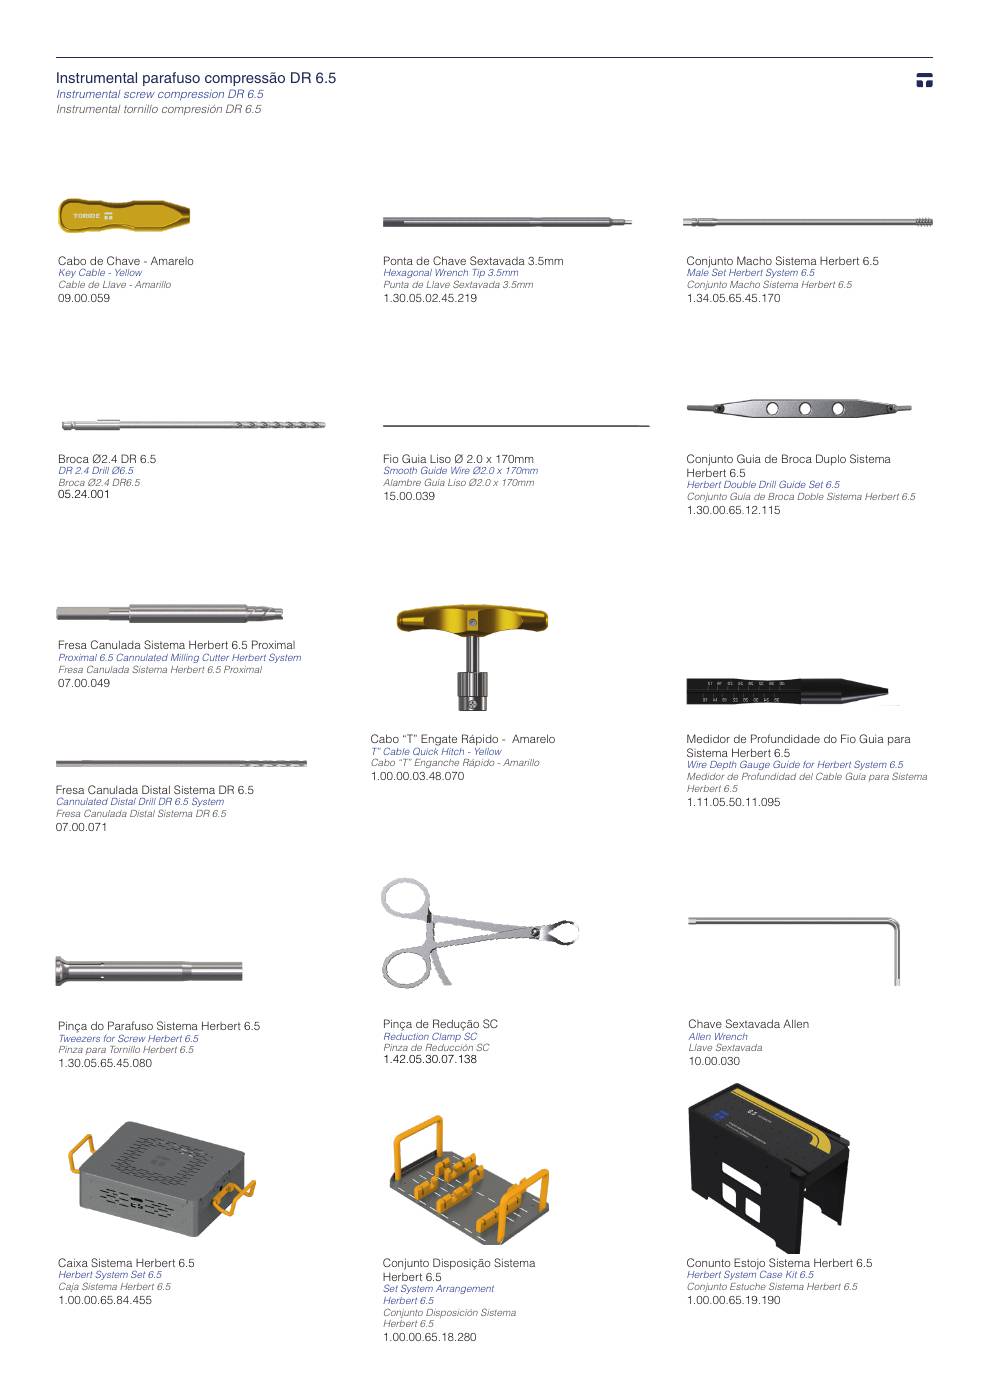 Instrumental parafuso compressão DR 6.5
Instrumental screw compression DR 6.5
Instrumental tornillo compresión DR 6.5
TORIDE
Cabo de Chave - Amarelo
Key Cable - Yellow
Cable de Llave - Amarillo
09.00.059
Ponta de Chave Sextavada 3.5mm
Hexagonal Wrench Tip 3.5mm
Punta de Llave Sextavada 3.5mm
1.30.05.02.45.219
Conjunto Macho Sistema Herbert 6.5
Male Set Herbert System 6.5
Conjunto Macho Sistema Herbert 6.5
1.34.05.65.45.170
Broca Ø2.4 DR 6.5
DR 2.4 Drill Ø6.5
Broca Ø2.4 DR6.5
05.24.001
Fio Guia Liso Ø 2.0 x 170mm
Smooth Guide Wire Ø2.0 x 170mm
Alambre Guia Liso Ø2.0 x 170mm
15.00.039
Conjunto Guia de Broca Duplo Sistema
Herbert 6.5
Herbert Double Drill Guide Set 6.5
Conjunto Guía de Broca Doble Sistema Herbert 6.5
1.30.00.65.12.115
Fresa Canulada Sistema Herbert 6.5 Proximal
Proximal 6.5 Cannulated Milling Cutter Herbert System
Fresa Canulada Sistema Herbert 6.5 Proximal
07.00.049
Fresa Canulada Distal Sistema DR 6.5
Cannulated Distal Drill DR 6.5 System
Fresa Canulada Distal Sistema DR 6.5
07.00.071
Cabo “T” Engate Rápido -  Amarelo
T” Cable Quick Hitch - Yellow
Cabo “T” Enganche Rápido - Amarillo
1.00.00.03.48.070
Medidor de Profundidade do Fio Guia para
Sistema Herbert 6.5
Wire Depth Gauge Guide for Herbert System 6.5
Medidor de Profundidad del Cable Guía para Sistema
Herbert 6.5
1.11.05.50.11.095
Pinça do Parafuso Sistema Herbert 6.5
Tweezers for Screw Herbert 6.5
Pinza para Tornillo Herbert 6.5
1.30.05.65.45.080
Pinça de Redução SC
Reduction Clamp SC
Pinza de Reducción SC
1.42.05.30.07.138
Chave Sextavada Allen
Allen Wrench
Llave Sextavada
10.00.030
6.5
Caixa Sistema Herbert 6.5
Herbert System Set 6.5
Caja Sistema Herbert 6.5
1.00.00.65.84.455
Conjunto Disposição Sistema
Herbert 6.5
Set System Arrangement
Herbert 6.5
Conjunto Disposición Sistema
Herbert 6.5
1.00.00.65.18.280
Conunto Estojo Sistema Herbert 6.5
Herbert System Case Kit 6.5
Conjunto Estuche Sistema Herbert 6.5
1.00.00.65.19.190